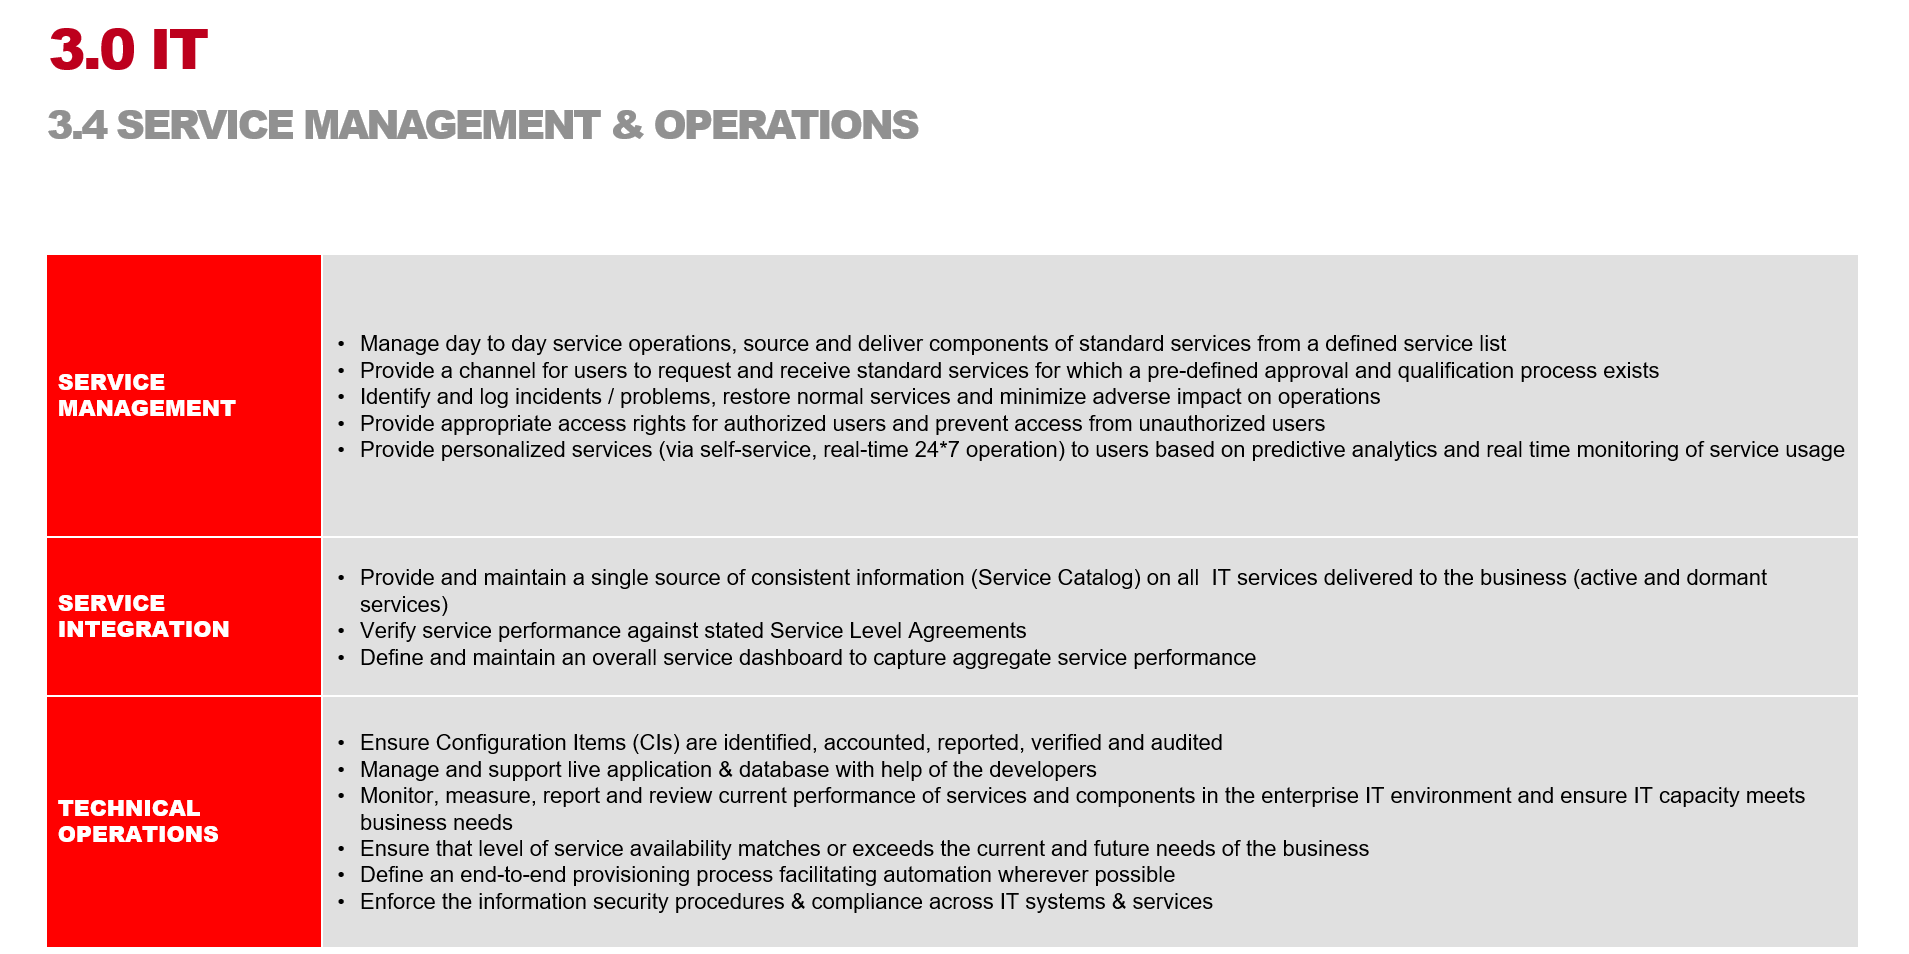 3.0 IT
3.4 SERVICE MANAGEMENT & OPERATIONS
SERVICE
MANAGEMENT
• Manage day to day service operations, source and deliver components of standard services from a defined service list
• Provide a channel for users to request and receive standard services for which a pre-defined approval and qualification process exists
• Identify and log incidents / problems, restore normal services and minimize adverse impact on operations
• Provide appropriate access rights for authorized users and prevent access from unauthorized users
• Provide personalized services (via self-service, real-time 24*7 operation) to users based on predictive analytics and real time monitoring of service usage
SERVICE
INTEGRATION
• Provide and maintain a single source of consistent information (Service Catalog) on all  IT services delivered to the business (active and dormant
services)
• Verify service performance against stated Service Level Agreements
• Define and maintain an overall service dashboard to capture aggregate service performance
TECHNICAL
OPERATIONS
• Ensure Configuration Items (CIs) are identified, accounted, reported, verified and audited
• Manage and support live application & database with help of the developers
• Monitor, measure, report and review current performance of services and components in the enterprise IT environment and ensure IT capacity meets
business needs
• Ensure that level of service availability matches or exceeds the current and future needs of the business
• Define an end-to-end provisioning process facilitating automation wherever possible
• Enforce the information security procedures & compliance across IT systems & services